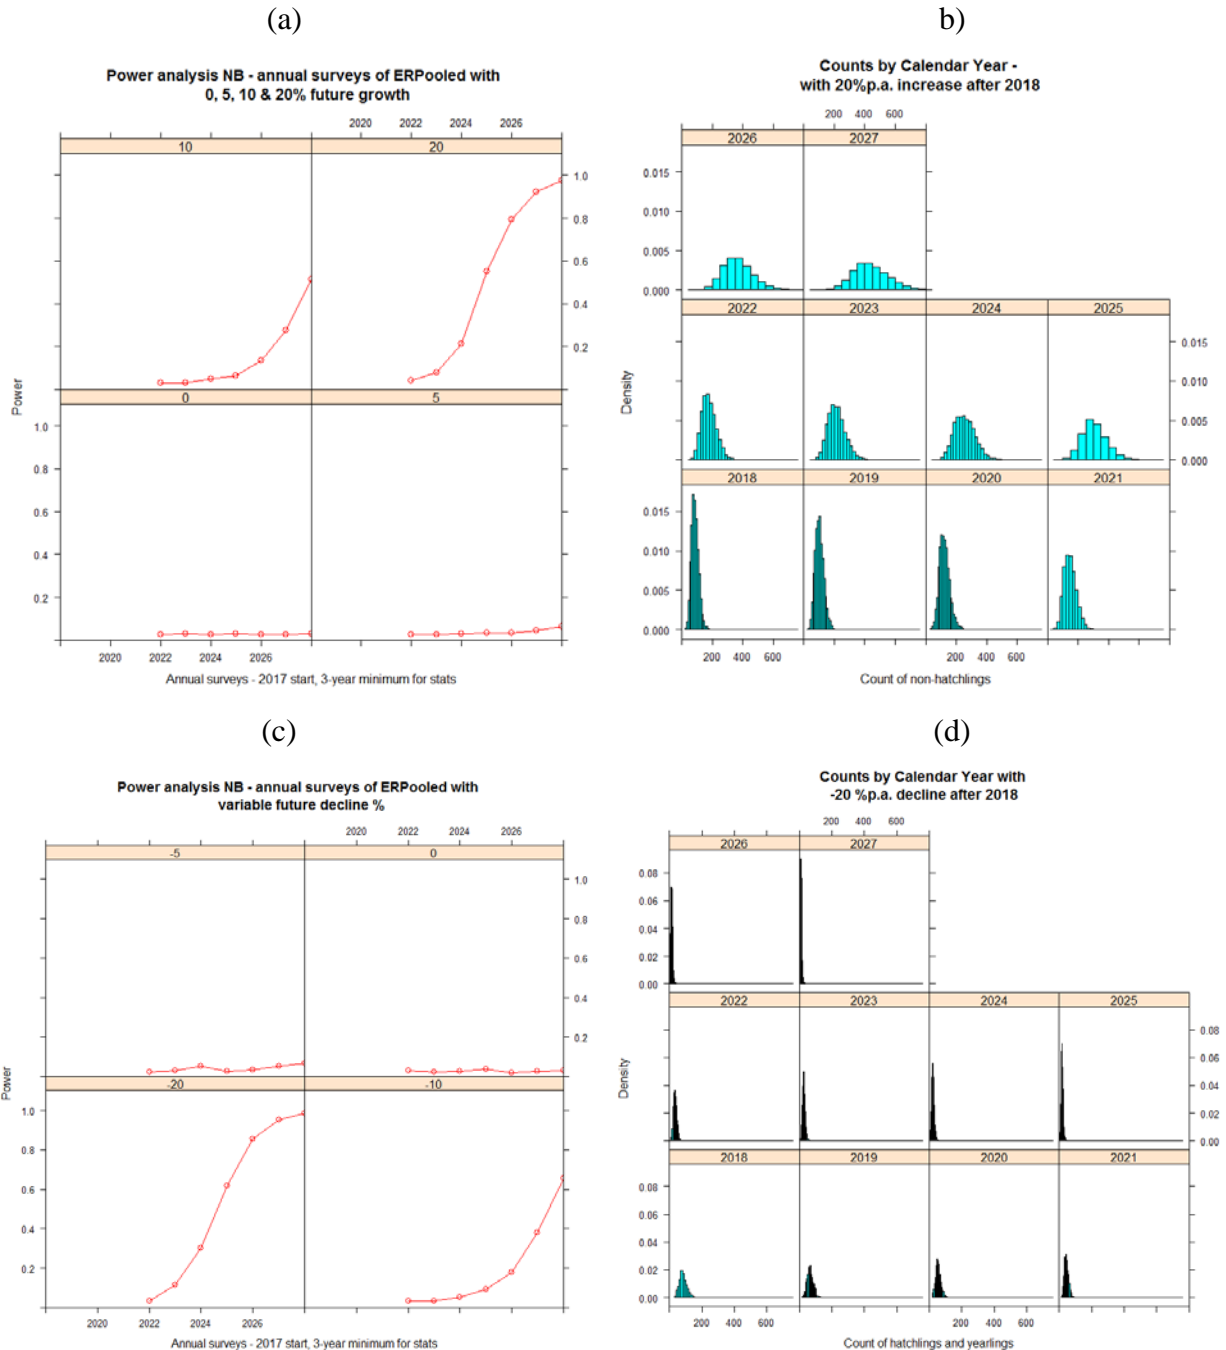 (a)
Power analysis NB - annual surveys of ERPooled with
0, 5, 10 & 20% future growth
2020 2022 2024 2026
10 20
1.0
0.8
0.6
0.4
0.2
Power
0 5
1.0
0.8
0.6
0.4
0.2
2020 2022 2024 2026
Annual surveys - 2017 start, 3-year minimum for stats
b)
Counts by Calendar Year -
with 20%p.a. increase after 2018
200 400 600
2026 2027
0.015
0.010
0.005
0.000
2022 2023 2024 2025
0.015
0.010
0.005
0.000
Density
2018 2019 2020 2021
0.015
0.010
0.005
0.000
200 400 600 200 400 600
Count of non-hatchlings
(c)
Power analysis NB - annual surveys of ERPooled with
variable future decline %
2020 2022 2024 2026
-5 0
1.0
0.8
0.6
0.4
0.2
Power
-20 -10
1.0
0.8
0.6
0.4
0.2
2020 2022 2024 2026
Annual surveys - 2017 start, 3-year minimum for stats
(d)
Counts by Calendar Year with
-20 %p.a. decline after 2018
200 400 600
2026 2027
0.08
0.06
0.04
0.02
0.00
2022 2023 2024 2025
0.08
0.06
0.04
0.02
0.00
Density
2018 2019 2020 2021
0.08
0.06
0.04
0.02
0.00
200 400 600 200 400 600
Count of hatchlings and yearlings